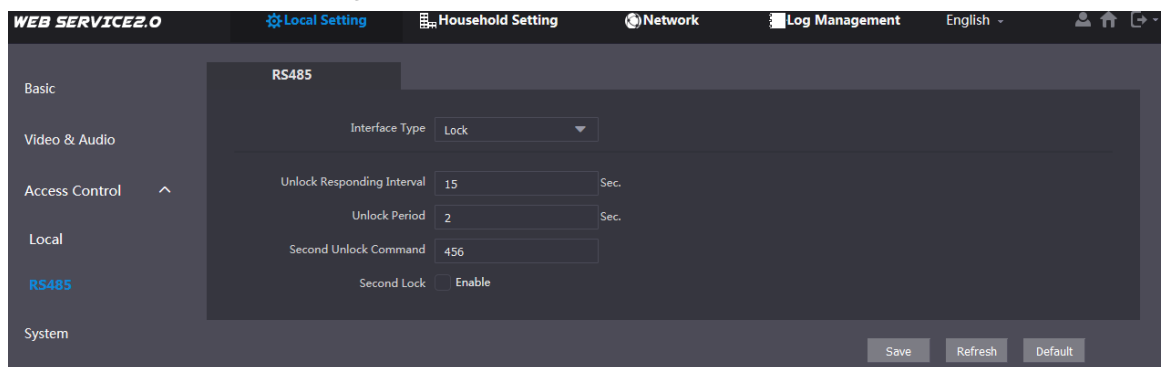 WEB SERVICE2.0 Local Setting Household Setting Network Log Management English
Basic
RS485
Video & Audio
Interface Type Lock
Access Control
Unlock Responding Interval 15 Sec.
Unlock Period 2 Sec.
Local
Second Unlock Command 456
RS485
Second Lock Enable
System
Save Refresh Default